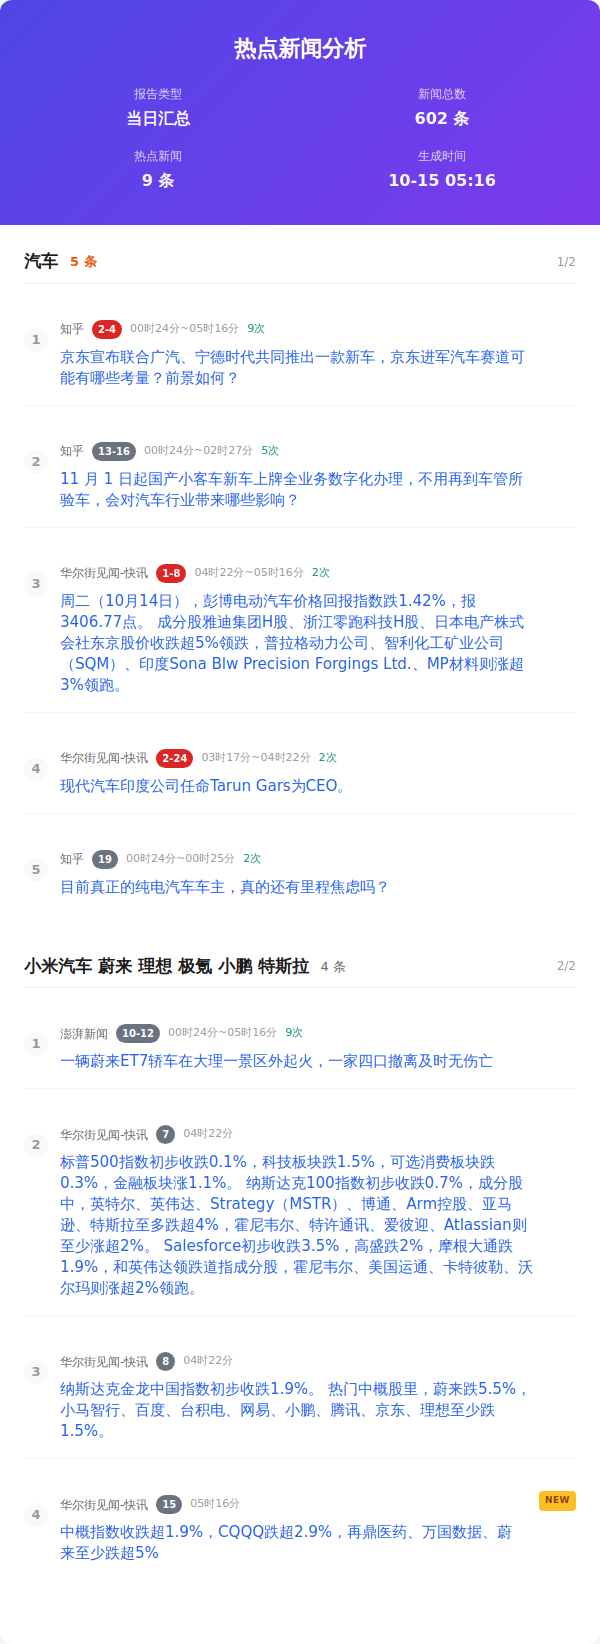 热点新闻分析
报告类型
当日汇总
新闻总数
602 条
热点新闻
9 条
生成时间
10-15 05:16
汽车 5 条 1/2
1
知乎 2-4 00时24分~05时16分 9次
京东宣布联合广汽、宁德时代共同推出一款新车，京东进军汽车赛道可
能有哪些考量？前景如何？
2
知乎 13-16 00时24分~02时27分 5次
11 月 1 日起国产小客车新车上牌全业务数字化办理，不用再到车管所
验车，会对汽车行业带来哪些影响？
3
华尔街见闻-快讯 1-8 04时22分~05时16分 2次
周二（10月14日），彭博电动汽车价格回报指数跌1.42%，报
3406.77点。 成分股雅迪集团H股、浙江零跑科技H股、日本电产株式
会社东京股价收跌超5%领跌，普拉格动力公司、智利化工矿业公司
（SQM）、印度Sona Blw Precision Forgings Ltd.、MP材料则涨超
3%领跑。
4
华尔街见闻-快讯 2-24 03时17分~04时22分 2次
现代汽车印度公司任命Tarun Gars为CEO。
5
知乎 19 00时24分~00时25分 2次
目前真正的纯电汽车车主，真的还有里程焦虑吗？
小米汽车 蔚来 理想 极氪 小鹏 特斯拉 4 条 2/2
1
澎湃新闻 10-12 00时24分~05时16分 9次
一辆蔚来ET7轿车在大理一景区外起火，一家四口撤离及时无伤亡
2
华尔街见闻-快讯 7 04时22分
标普500指数初步收跌0.1%，科技板块跌1.5%，可选消费板块跌
0.3%，金融板块涨1.1%。 纳斯达克100指数初步收跌0.7%，成分股
中，英特尔、英伟达、Strategy（MSTR）、博通、Arm控股、亚马
逊、特斯拉至多跌超4%，霍尼韦尔、特许通讯、爱彼迎、Atlassian则
至少涨超2%。 Salesforce初步收跌3.5%，高盛跌2%，摩根大通跌
1.9%，和英伟达领跌道指成分股，霍尼韦尔、美国运通、卡特彼勒、沃
尔玛则涨超2%领跑。
3
华尔街见闻-快讯 8 04时22分
纳斯达克金龙中国指数初步收跌1.9%。 热门中概股里，蔚来跌5.5%，
小马智行、百度、台积电、网易、小鹏、腾讯、京东、理想至少跌
1.5%。
4
华尔街见闻-快讯 15 05时16分 NEW
中概指数收跌超1.9%，CQQQ跌超2.9%，再鼎医药、万国数据、蔚
来至少跌超5%